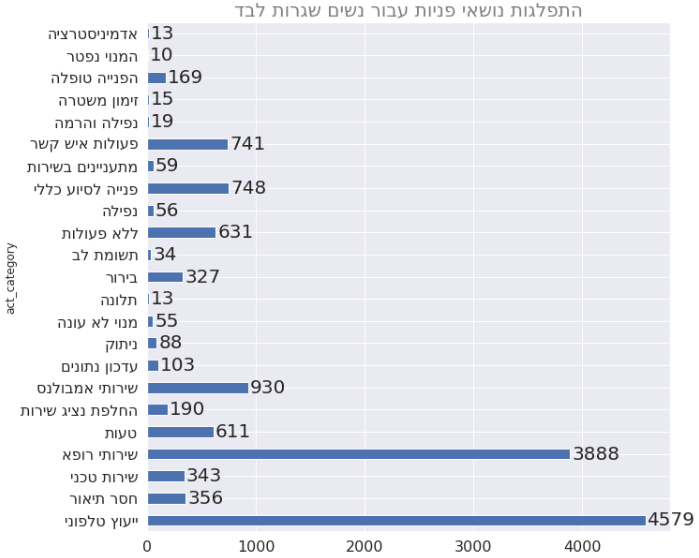 התפלגות נושאי פניות עבור נשים שגרות לבד
אדמיניסטרציה 13
המנוי נפטר 10
הפנייה טופלה 169
זימון משטרה 15
נפילה והרמה 19
פעולות איש קשר 741
מתעניינים בשירות 59
פנייה לסיוע כללי 748
נפילה 56
ללא פעולות 631
תשומת לב 34
בירור 327
תלונה 13
מנוי לא עונה 55
ניתוק 88
עדכון נתונים 103
שירותי אמבולנס 930
החלפת נציג שירות 190
טעות 611
שירותי רופא 3888
שירות טכני 343
חסר תיאור 356
ייעוץ טלפוני 4579
act_category
0 1000 2000 3000 4000